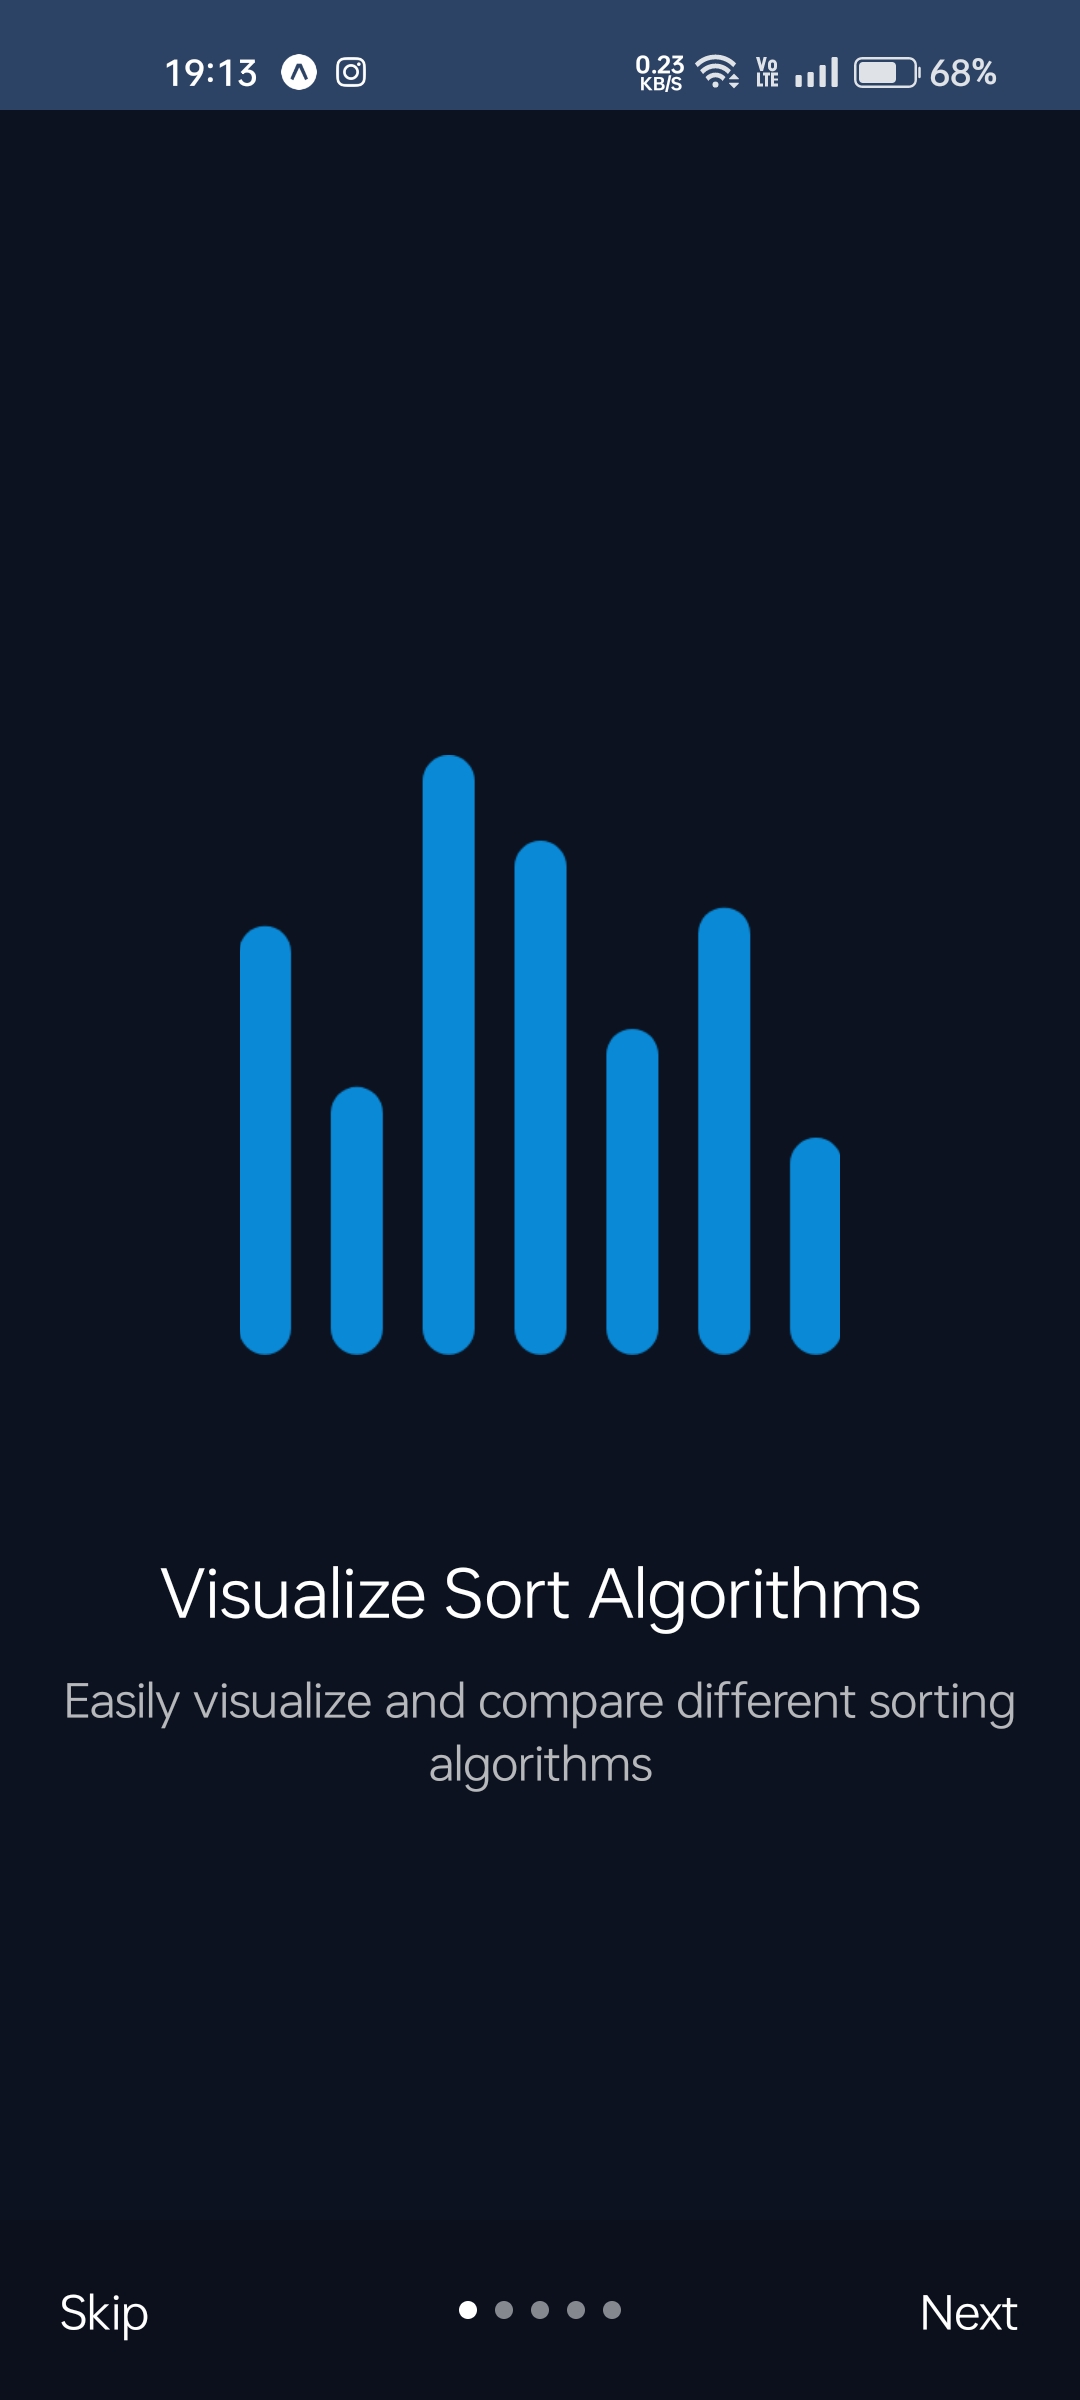 19:13
0.23
KB/S
Vo
LTE
68%
Visualize Sort Algorithms
Easily visualize and compare different sorting
algorithms
Skip
Next